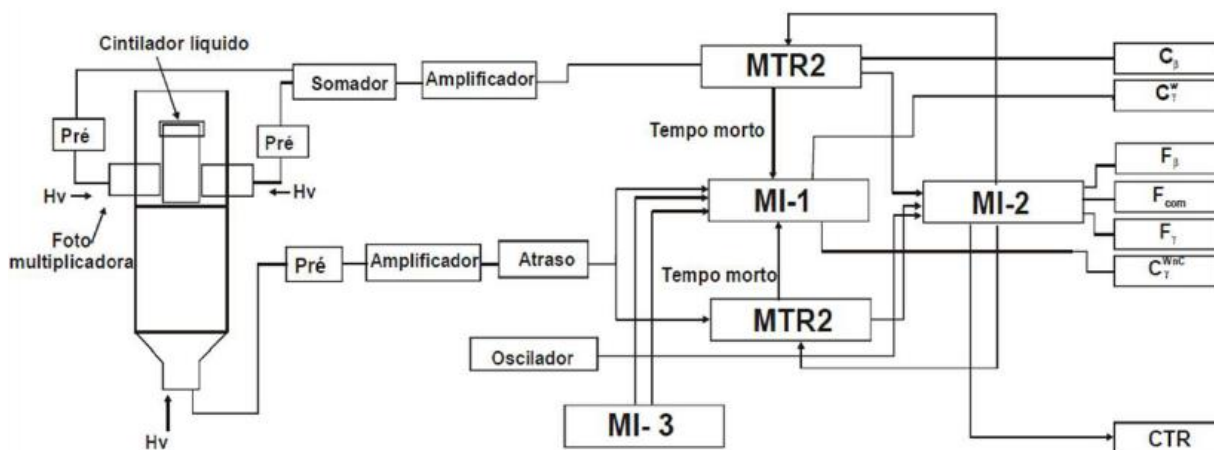 Cintilador líquido
Pré
Somador
Amplificador
Pré
Hv
Hv
Foto
multiplicadora
Hv
Pré
Amplificador
Atraso
Oscilador
MTR2
Tempo morto
MI-1
Tempo morto
MTR2
MI- 3
MI-2
Cβ
CγW
Fβ
Fcom
Fγ
CγWnC
CTR